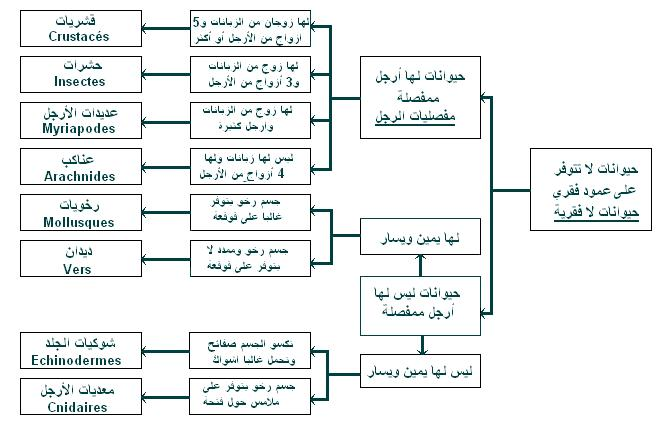 حيوانات لا تتوفر
على عمود فقري
حيوانات لا فقرية
حيوانات لها أرجل
ممفصلة
مفصليات الرجل
لها زوجان من الزبانات و5
أزواج من الأرجل أو أكثر
قشريات
Crustacés
لها زوج من الزبانات
و3 أزواج من الأرجل
حشرات
Insectes
لها زوج من الزبانات
وارجل كثيرة
عديدات الأرجل
Myriapodes
ليس لها زبانات ولها
4 أزواج من الأرجل
عناكب
Arachnides
حيوانات ليس لها
أرجل ممفصلة
لها يمين ويسار
جسم رخو يتوفر
غالبا على قوقعة
رخويات
Mollusques
جسم رخو وممدد لا
يتوفر على قوقعة
ديدان
Vers
ليس لها يمين ويسار
تكسو الجسم صفائح
وتحمل غالبا أشواك
شوكيات الجلد
Echinodermes
جسم رخو يتوفر على
ملامس حول فتحة
معديات الأرجل
Cnidaires